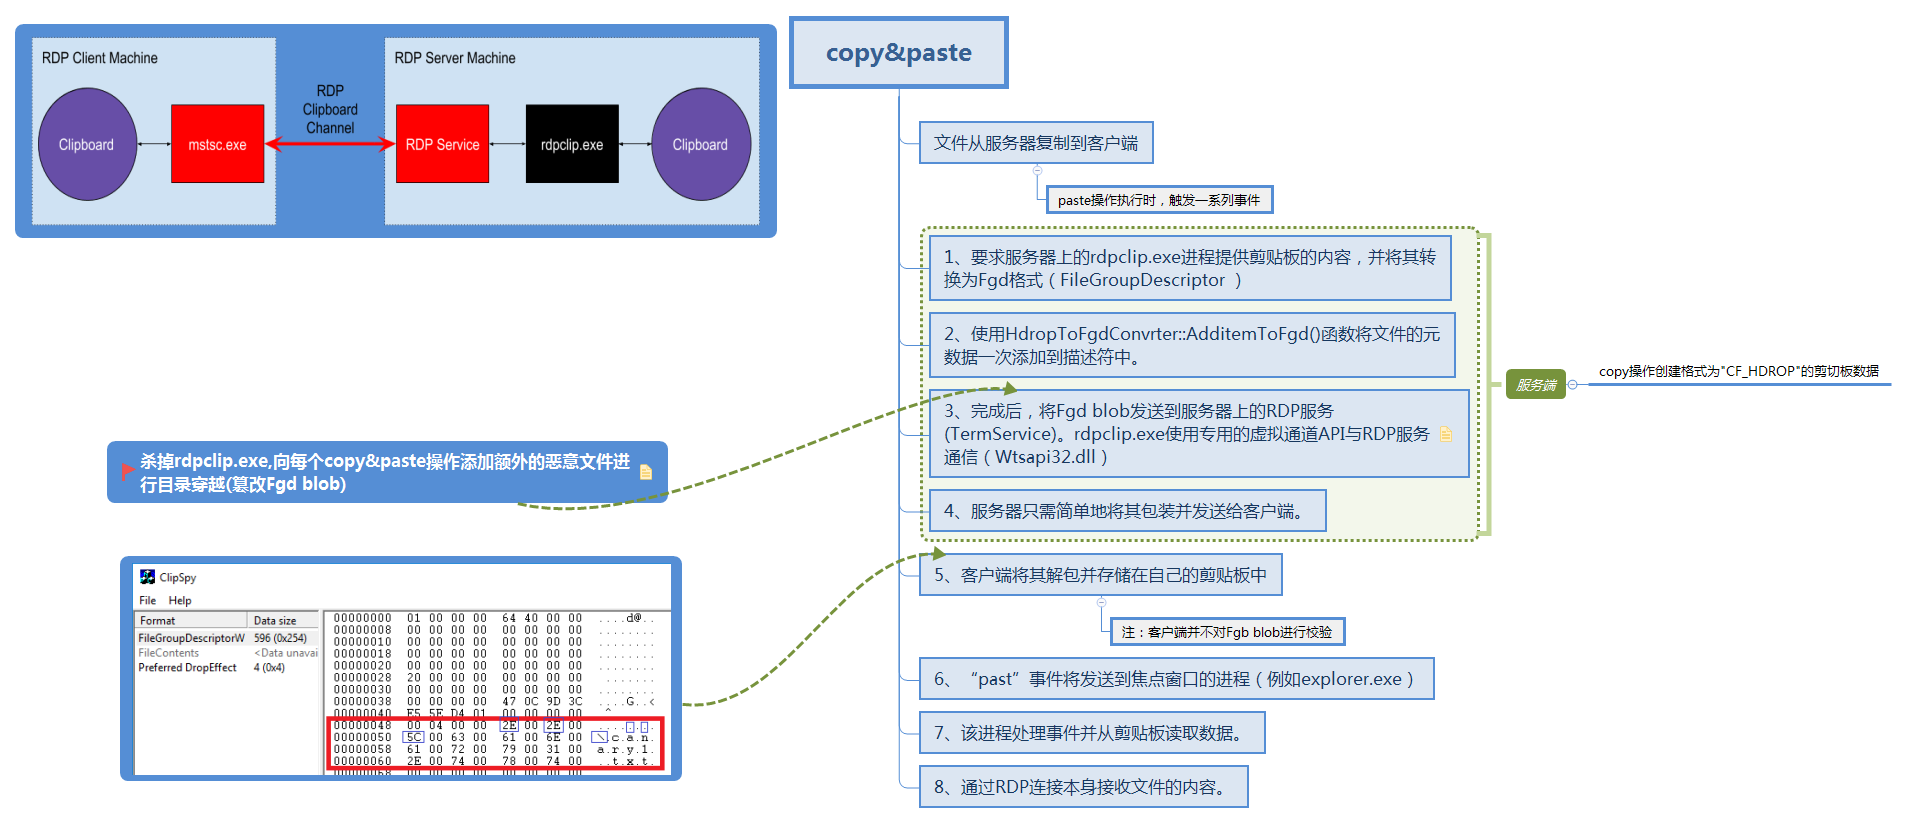 RDP Client Machine
Clipboard
mstsc.exe
RDP
Clipboard
Channel
RDP Server Machine
RDP Service
rdpclip.exe
Clipboard
copy&paste
文件从服务器复制到客户端
paste操作执行时，触发一系列事件
1、要求服务器上的rdpclip.exe进程提供剪贴板的内容，并将其转
换为Fgd格式（FileGroupDescriptor ）
2、使用HdropToFgdConvrter::AdditemToFgd()函数将文件的元
数据一次添加到描述符中。
3、完成后，将Fgd blob发送到服务器上的RDP服务
(TermService)。rdpclip.exe使用专用的虚拟通道API与RDP服务
通信（Wtsapi32.dll）
4、服务器只需简单地将其包装并发送给客户端。
服务端
copy操作创建格式为"CF_HDROP"的剪切板数据
5、客户端将其解包并存储在自己的剪贴板中
注：客户端并不对Fgb blob进行校验
6、“past”事件将发送到焦点窗口的进程（例如explorer.exe）
7、该进程处理事件并从剪贴板读取数据。
8、通过RDP连接本身接收文件的内容。
杀掉rdpclip.exe,向每个copy&paste操作添加额外的恶意文件进
行目录穿越(篡改Fgd blob)
ClipSpy
File Help
Format Data size
FileGroupDescriptorW 596 (0x254)
FileContents <Data unavai
Preferred DropEffect 4 (0x4)
00000000 01 00 00 00 64 40 00 00 ....d@..
00000008 00 00 00 00 00 00 00 00 ........
00000010 00 00 00 00 00 00 00 00 ........
00000018 00 00 00 00 00 00 00 00 ........
00000020 00 00 00 00 00 00 00 00 ........
00000028 20 00 00 00 00 00 00 00 .......
00000030 00 00 00 00 00 00 00 00 ........
00000038 00 00 00 00 47 0C 9D 3C ....G..<
00000040 F5 5E D4 01 00 00 00 00 .^......
00000048 00 04 00 00 2E 00 2E 00 ........
00000050 5C 00 63 00 61 00 6E 00 \.c.a.n.
00000058 61 00 72 00 79 00 31 00 a.r.y.1.
00000060 2E 00 74 00 78 00 74 00 ..t.x.t.